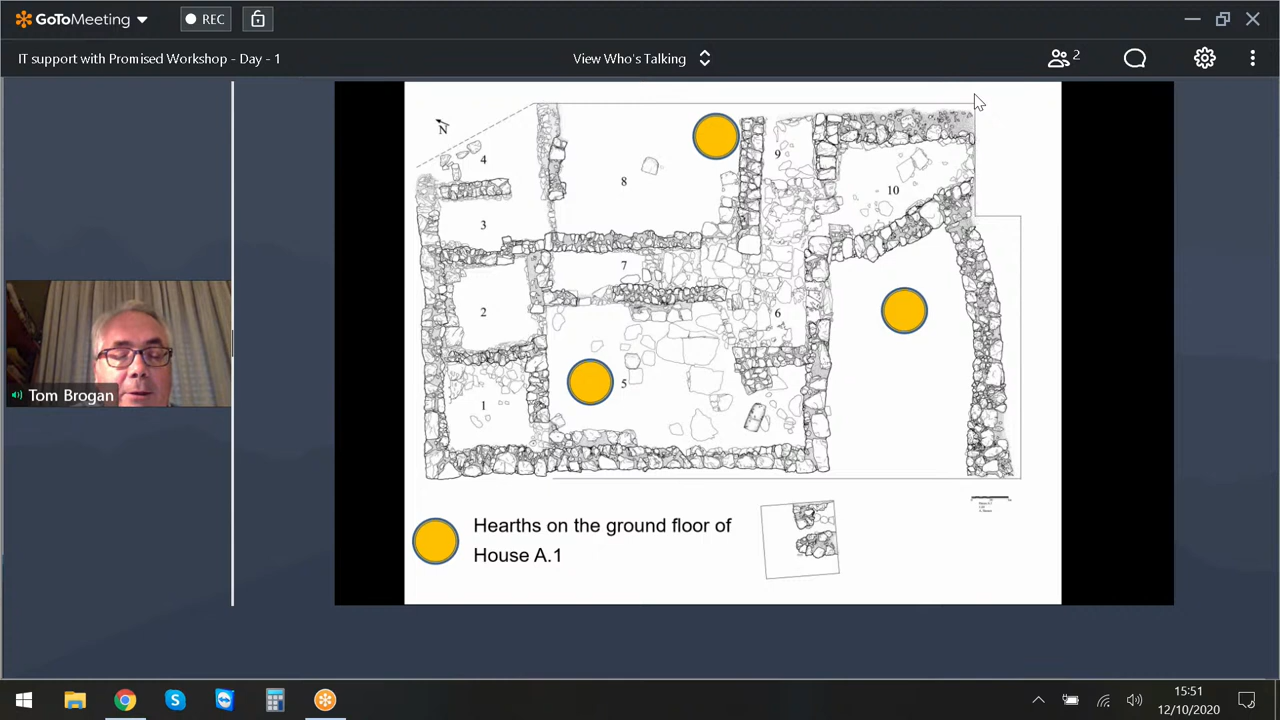 GoToMeeting
REC
IT support with Promised Workshop - Day - 1
View Who's Talking
2
N
4
8
9
10
3
7
2
6
5
1
Tom Brogan
Hearths on the ground floor of
House A.1
15:51
12/10/2020